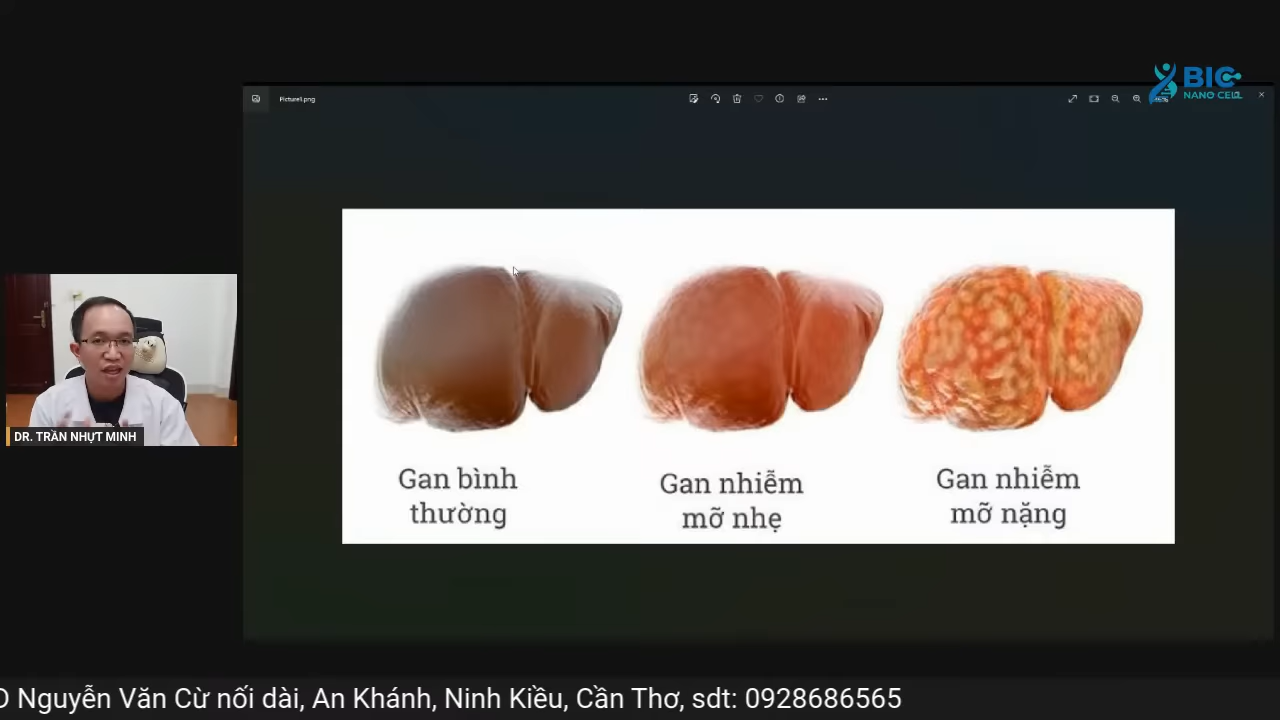 Picture1.png
BIC
NANO CELL
Gan bình
thường
Gan nhiễm
mỡ nhẹ
Gan nhiễm
mỡ nặng
DR. TRẦN NHỰT MINH
Nguyễn Văn Cừ nối dài, An Khánh, Ninh Kiều, Cần Thơ, sdt: 0928686565